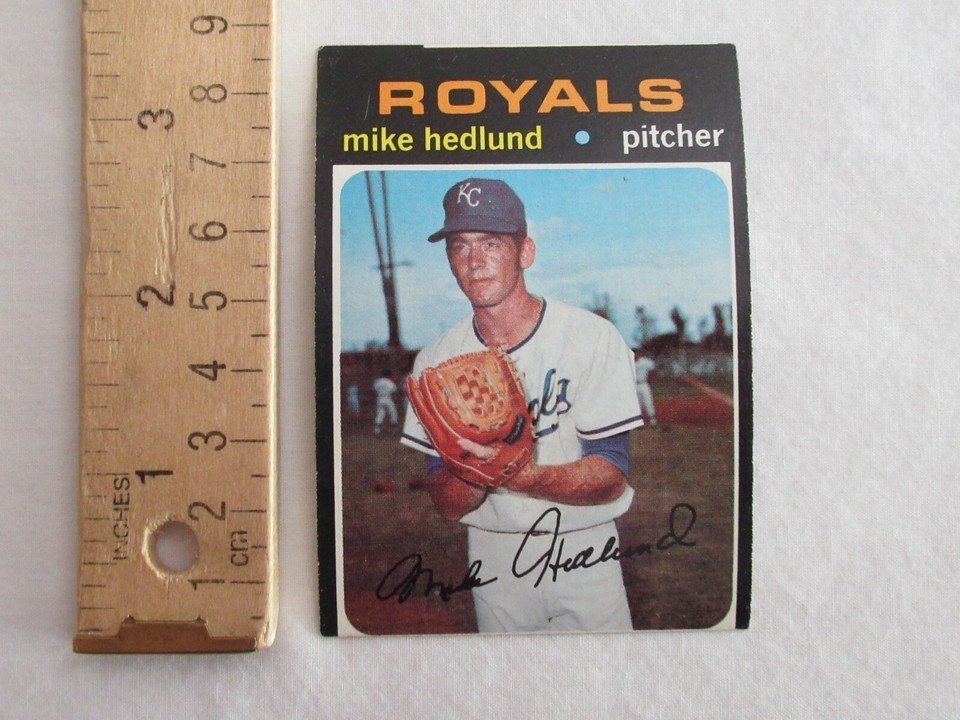 ROYALS
mike hedlund • pitcher
KC
als
Mike Hedlund
9
8
3
7
6
2
5
4
3
1
2
1
INCHES
cm